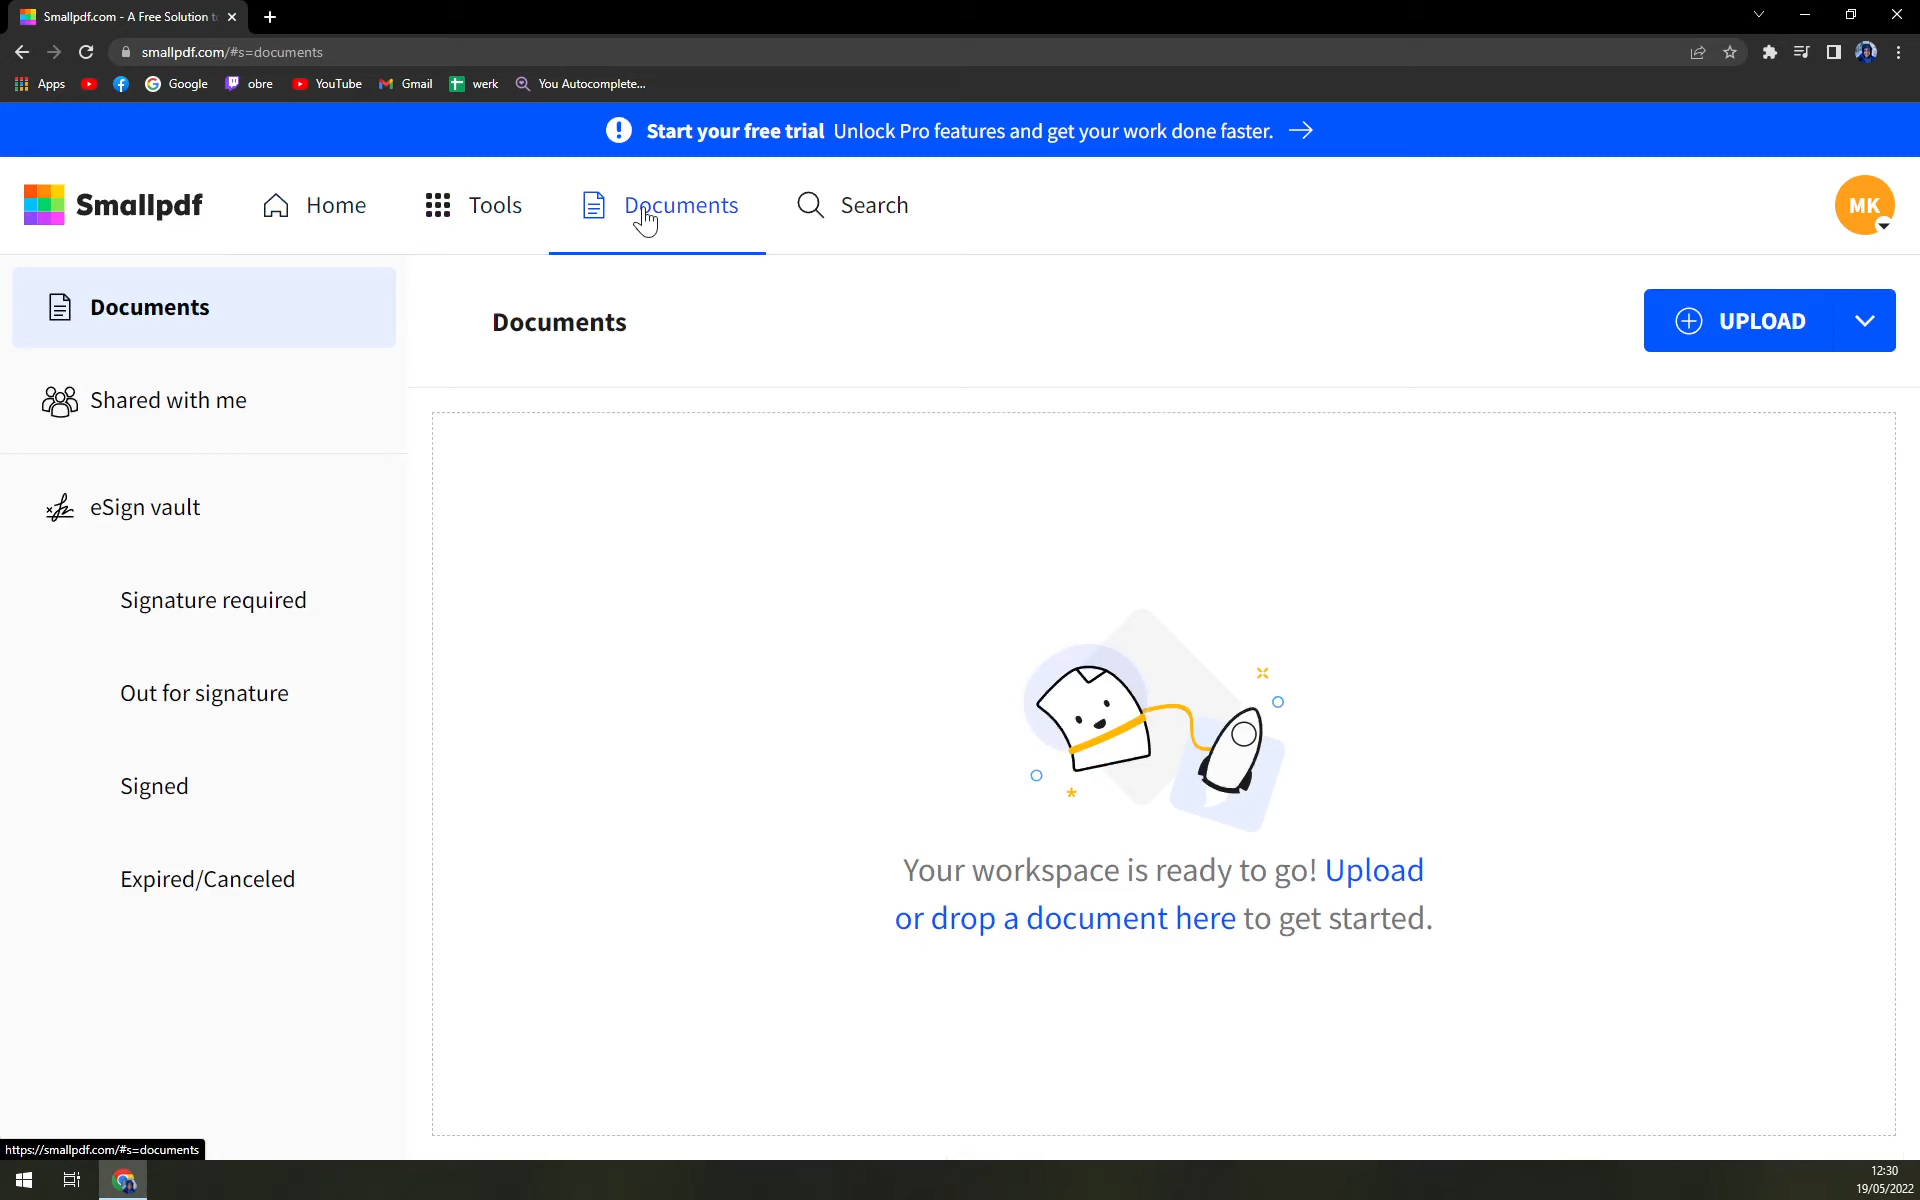 Smallpdf.com - A Free Solution t
smallpdf.com/#s=documents
Apps
Google
obre
YouTube
Gmail
werk
You Autocomplete...
Start your free trial Unlock Pro features and get your work done faster.
Smallpdf
Home
Tools
Documents
Search
MK
Documents
Shared with me
eSign vault
Signature required
Out for signature
Signed
Expired/Canceled
Documents
UPLOAD
Your workspace is ready to go! Upload
or drop a document here to get started.
https://smallpdf.com/#s=documents
12:30
19/05/2022